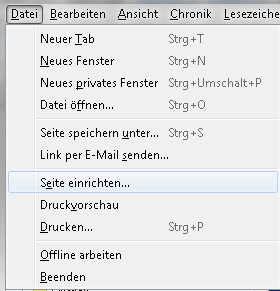 Datei Bearbeiten Ansicht Chronik Lesezeiche
Neuer Tab Strg+T
Neues Fenster Strg+N
Neues privates Fenster Strg+Umschalt+P
Datei öffnen... Strg+O
Seite speichern unter... Strg+S
Link per E-Mail senden...
Seite einrichten...
Druckvorschau
Drucken... Strg+P
Offline arbeiten
Beenden